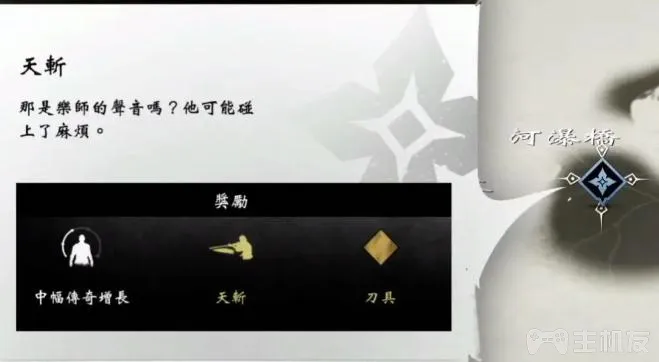 天斬
那是樂師的聲音嗎？他可能碰
上了麻煩。
河瀑橋
獎勵
中幅傳奇增長
天斬
刀具
主机友